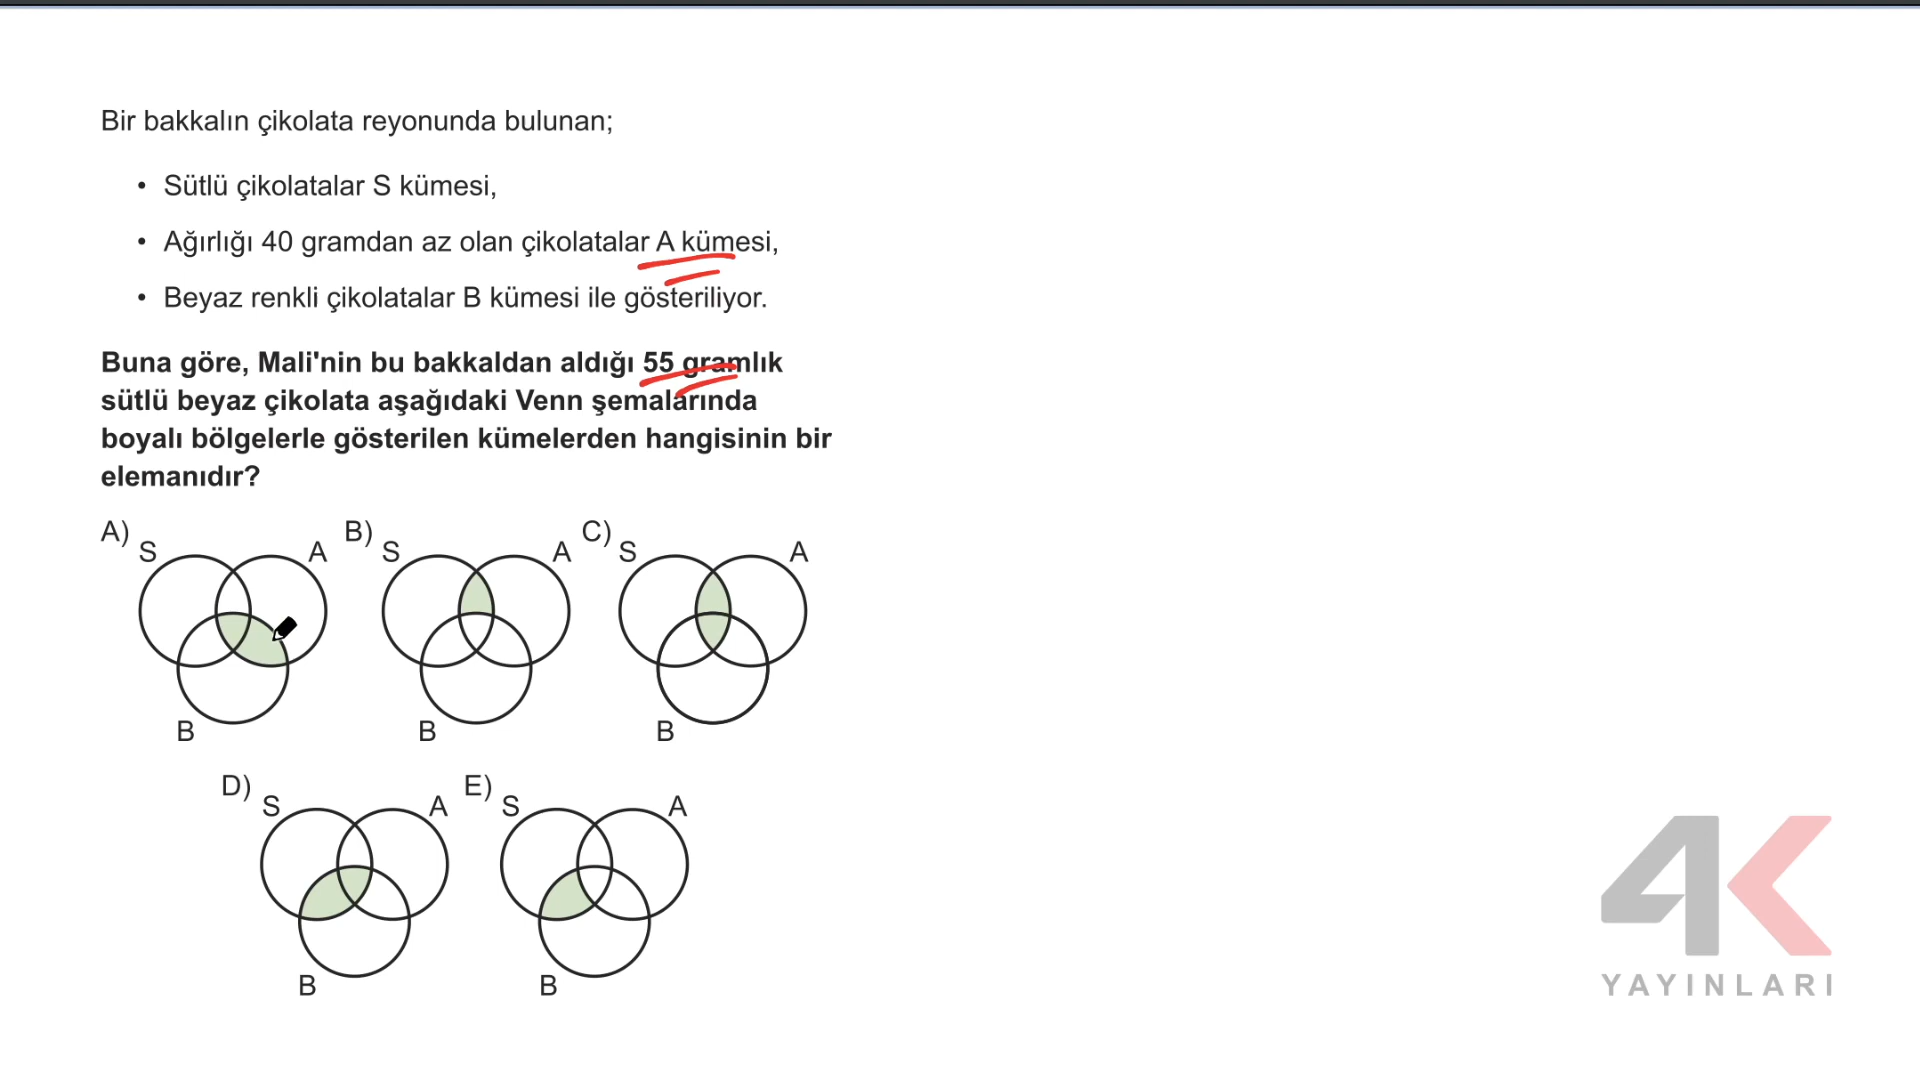 Bir bakkalın çikolata reyonunda bulunan;
• Sütlü çikolatalar S kümesi,
• Ağırlığı 40 gramdan az olan çikolatalar A kümesi,
• Beyaz renkli çikolatalar B kümesi ile gösteriliyor.
Buna göre, Mali'nin bu bakkaldan aldığı 55 gramlık
sütlü beyaz çikolata aşağıdaki Venn şemalarında
boyalı bölgelerle gösterilen kümelerden hangisinin bir
elemanıdır?
A) B) C)
S A S A S A
B B B
D) E)
S A S A
B B
4K
YAYINLARI